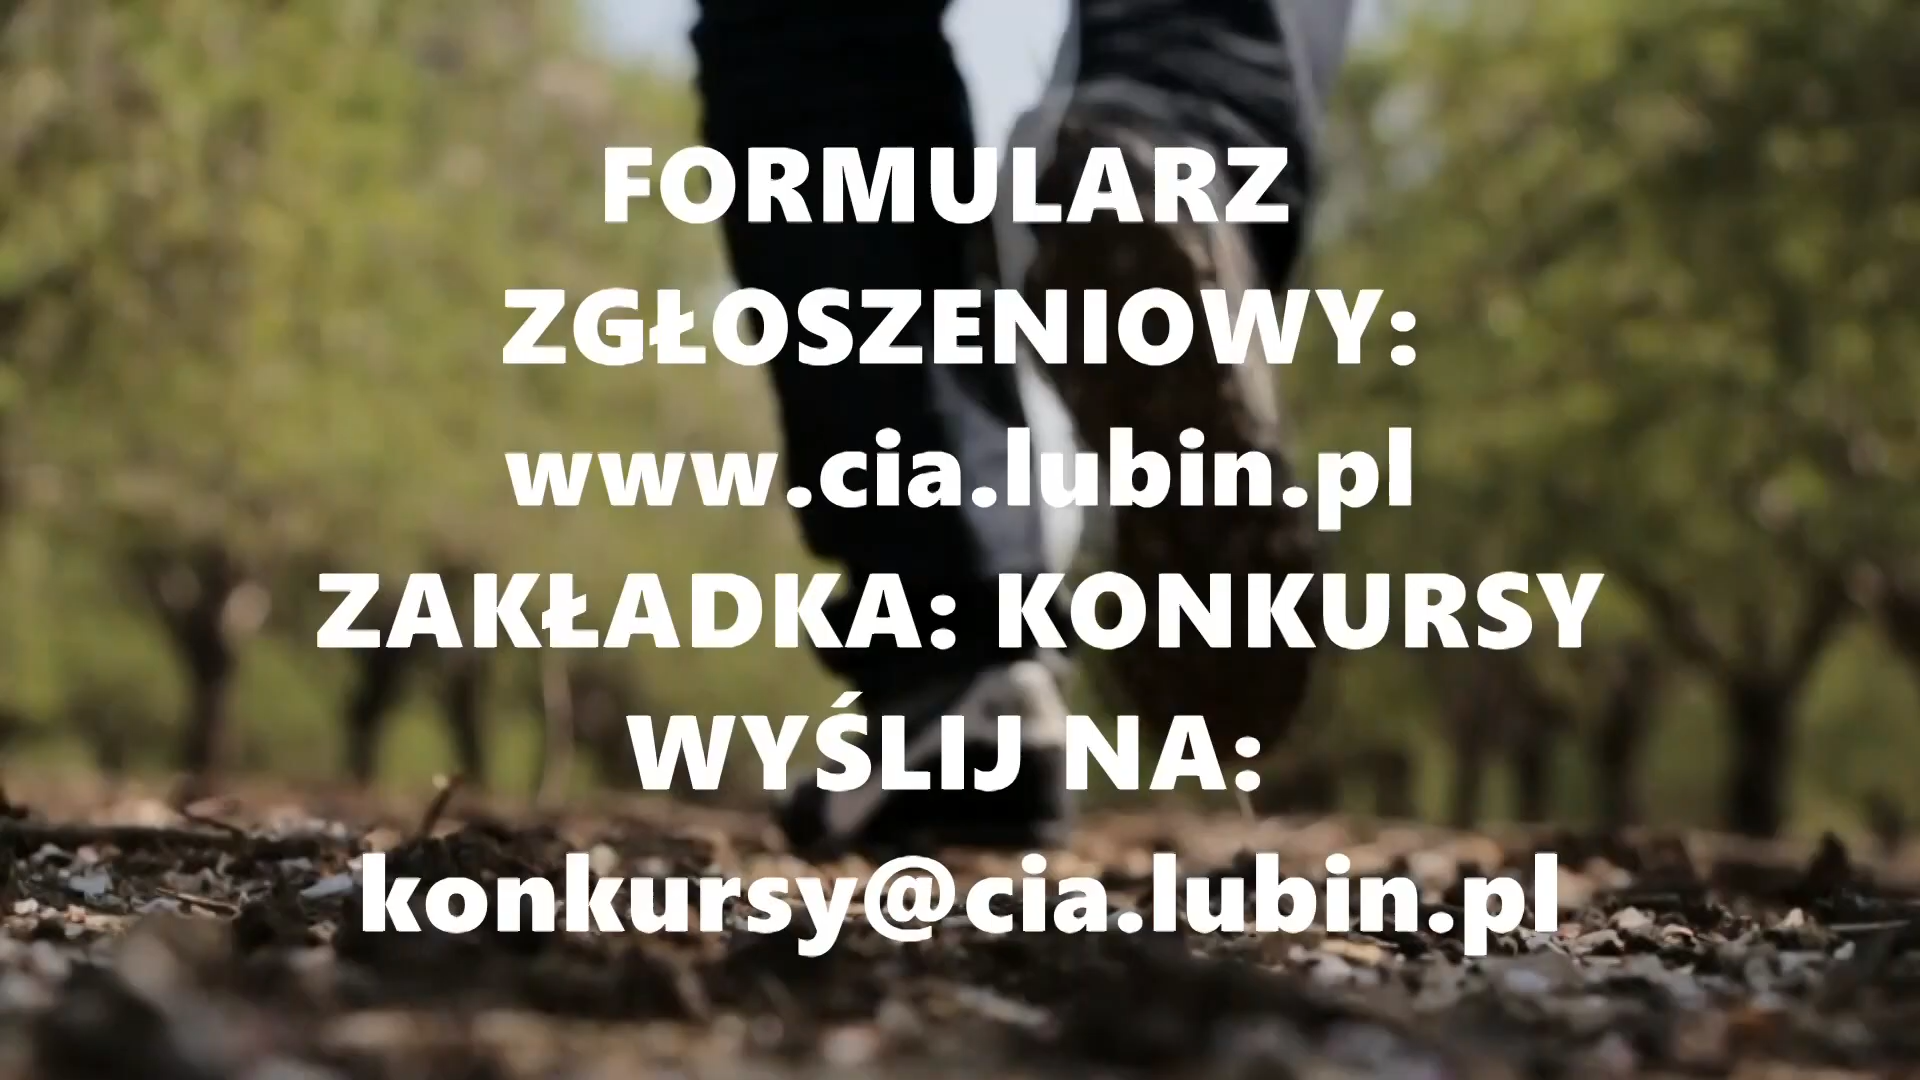 FORMULARZ
ZGŁOSZENIOWY:
www.cia.lubin.pl
ZAKŁADKA: KONKURSY
WYŚLIJ NA:
konkursy@cia.lubin.pl